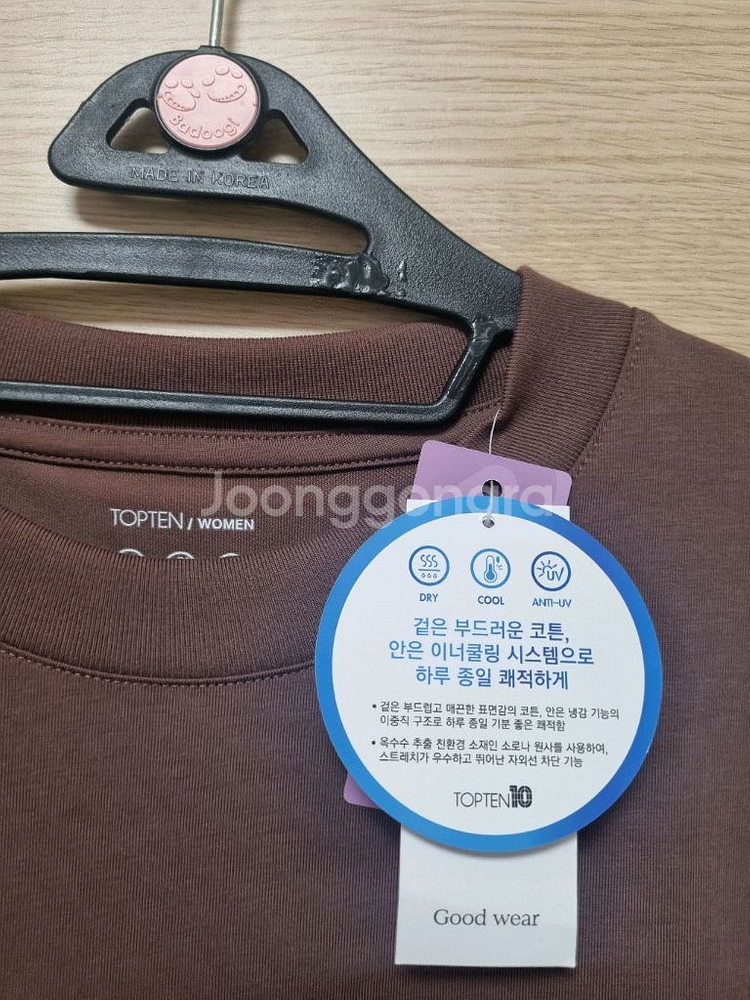 Badoogi
MADE IN KOREA
Joonggonara
TOPTEN / WOMEN
DRY
COOL
ANTI-UV
°C
UV
겉은 부드러운 코튼,
안은 이너쿨링 시스템으로
하루 종일 쾌적하게
• 겉은 부드럽고 매끈한 표면감의 코튼, 안은 냉감 기능의
이중직 구조로 하루 종일 기분 좋은 쾌적함
• 옥수수 추출 친환경 소재인 소로나 원사를 사용하여,
스트레치가 우수하고 뛰어난 자외선 차단 기능
TOPTEN10
Good wear